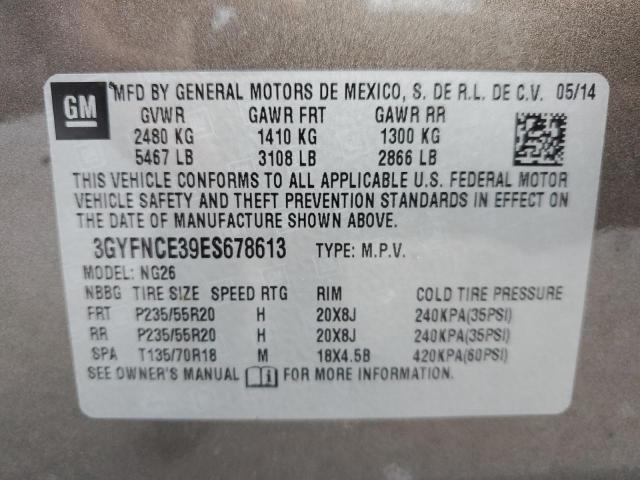 GM
MFD BY GENERAL MOTORS DE MEXICO, S. DE R.L. DE C.V. 05/14
GVWR GAWR FRT GAWR RR
2480 KG 1410 KG 1300 KG
5467 LB 3108 LB 2866 LB
THIS VEHICLE CONFORMS TO ALL APPLICABLE U.S. FEDERAL MOTOR
VEHICLE SAFETY AND THEFT PREVENTION STANDARDS IN EFFECT ON
THE DATE OF MANUFACTURE SHOWN ABOVE.
3GYFNCE39ES678613 TYPE: M.P.V.
MODEL: NG26
NBBG TIRE SIZE SPEED RTG RIM COLD TIRE PRESSURE
FRT P235/55R20 H 20X8J 240KPA(35PSI)
RR P235/55R20 H 20X8J 240KPA(35PSI)
SPA T135/70R18 M 18X4.5B 420KPA(60PSI)
SEE OWNER'S MANUAL FOR MORE INFORMATION.